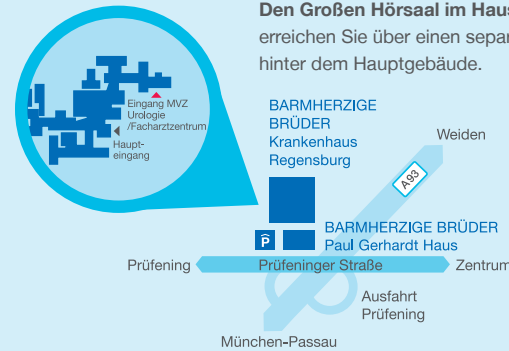 Den Großen Hörsaal im Haus
erreichen Sie über einen
hinter dem Hauptgebäude.
Eingang MVZ
Urologie
/Facharztzentrum
Haupt-
eingang
BARMHERZIGE
BRÜDER
Krankenhaus
Regensburg
Weiden
A93
P
BARMHERZIGE BRÜDER
Paul Gerhardt Haus
Prüfening
Prüfeninger Straße
Zentrum
Ausfahrt
Prüfening
München-Passau